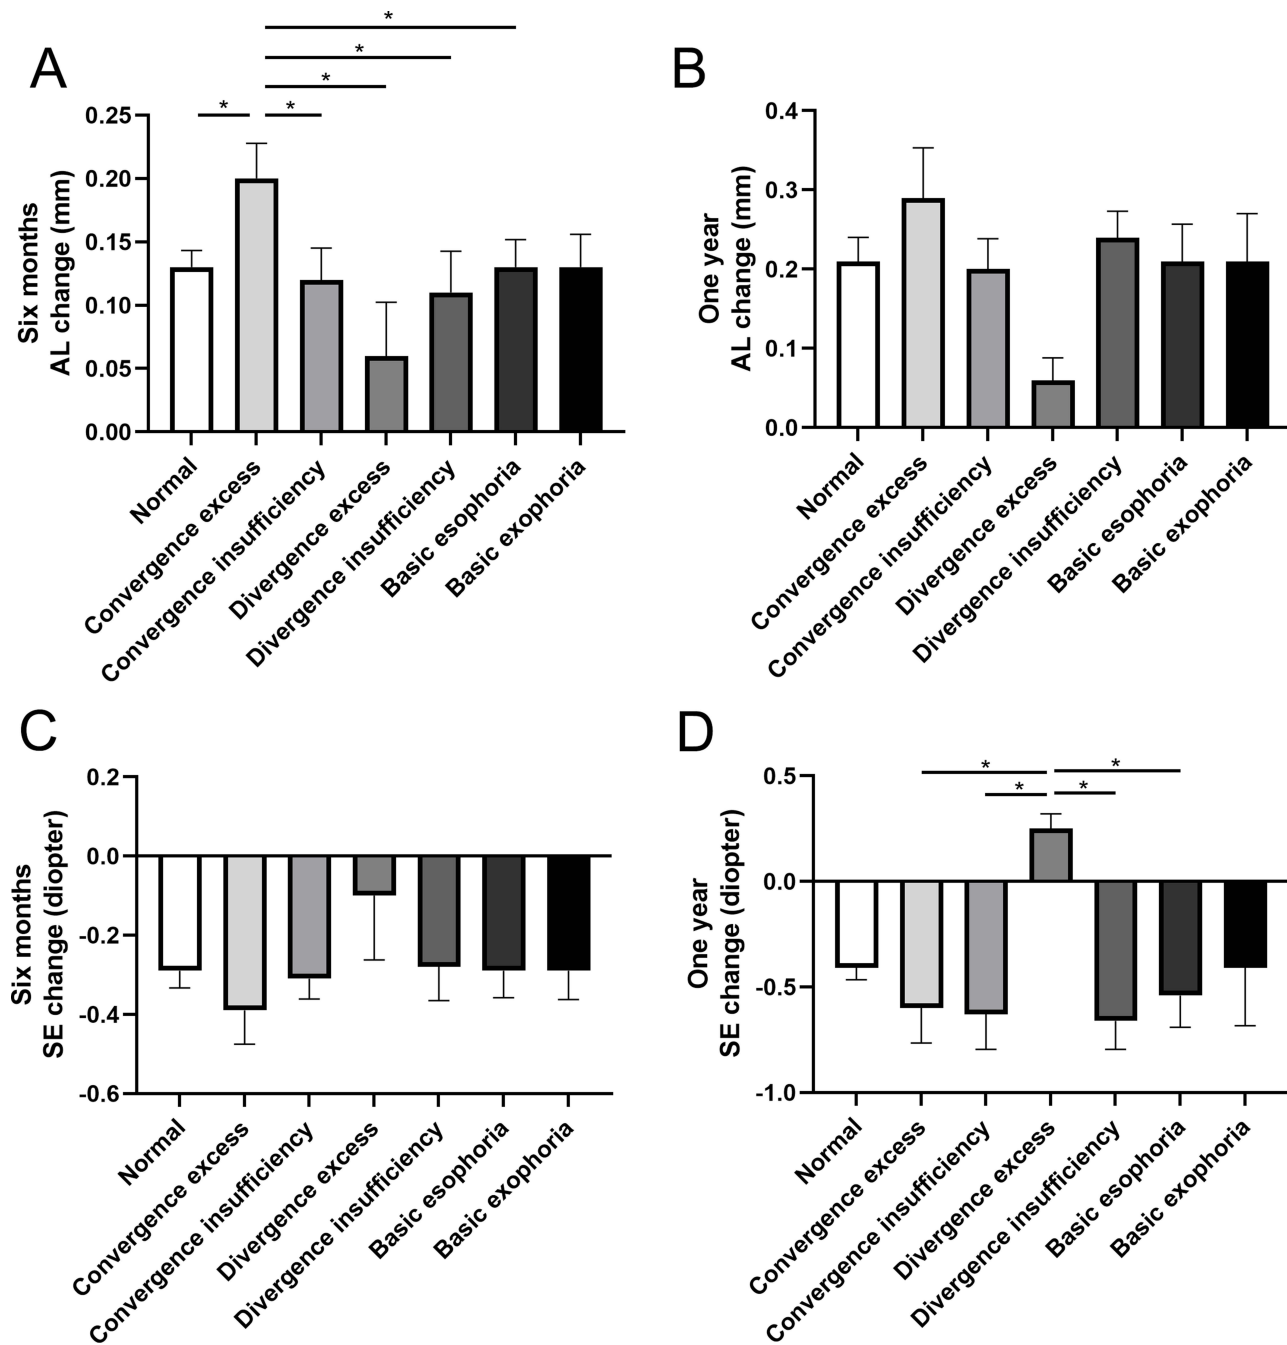 A
*
*
*
*
*
0.25
0.20
0.15
0.10
0.05
0.00
Six months
AL change (mm)
Normal
Convergence excess
Convergence insufficiency
Divergence excess
Divergence insufficiency
Basic esophoria
Basic exophoria
B
0.4
0.3
0.2
0.1
0.0
One year
AL change (mm)
Normal
Convergence excess
Convergence insufficiency
Divergence excess
Divergence insufficiency
Basic esophoria
Basic exophoria
C
0.2
0.0
-0.2
-0.4
-0.6
Six months
SE change (diopter)
Normal
Convergence excess
Convergence insufficiency
Divergence excess
Divergence insufficiency
Basic esophoria
Basic exophoria
D
*
*
*
*
0.5
0.0
-0.5
-1.0
One year
SE change (diopter)
Normal
Convergence excess
Convergence insufficiency
Divergence excess
Divergence insufficiency
Basic esophoria
Basic exophoria